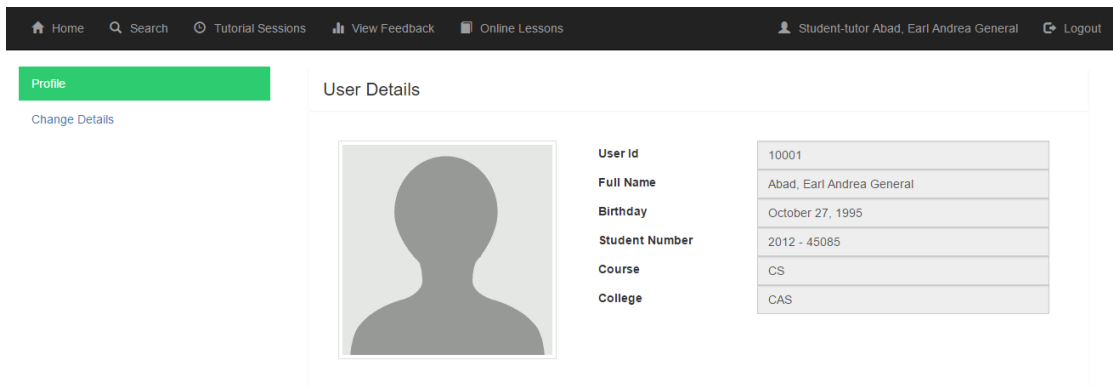 Home Search Tutorial Sessions View Feedback Online Lessons Student-tutor Abad, Earl Andrea General Logout
Profile
Change Details
User Details
User Id 10001
Full Name Abad, Earl Andrea General
Birthday October 27, 1995
Student Number 2012 - 45085
Course CS
College CAS